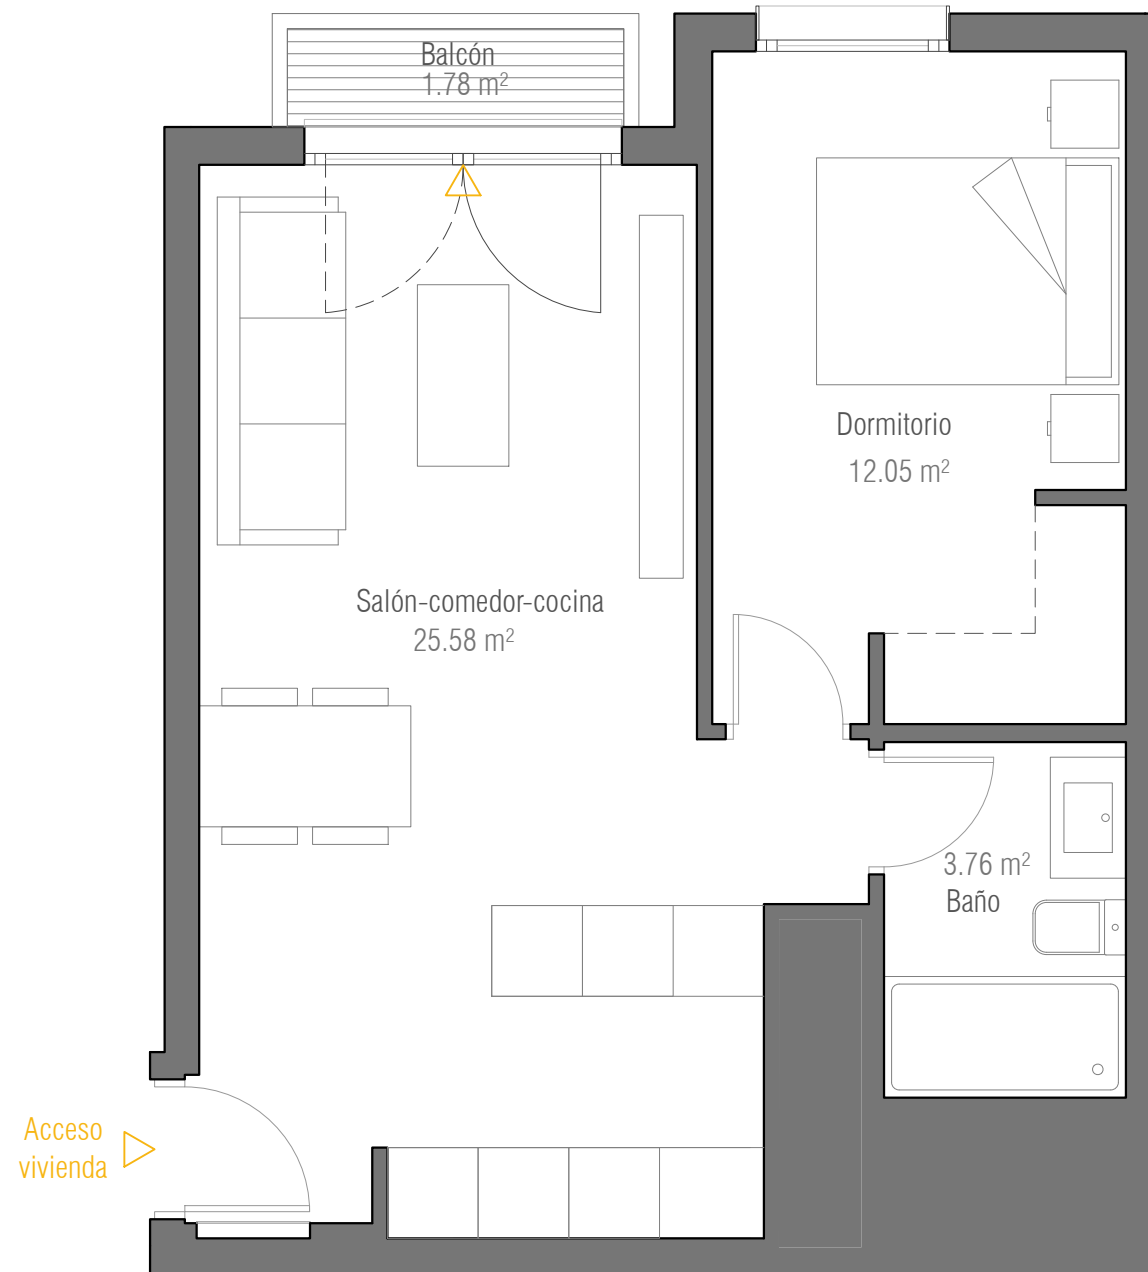 Balcón
1.78 m²
Dormitorio
12.05 m²
Salón-comedor-cocina
25.58 m²
3.76 m²
Baño
Acceso
vivienda